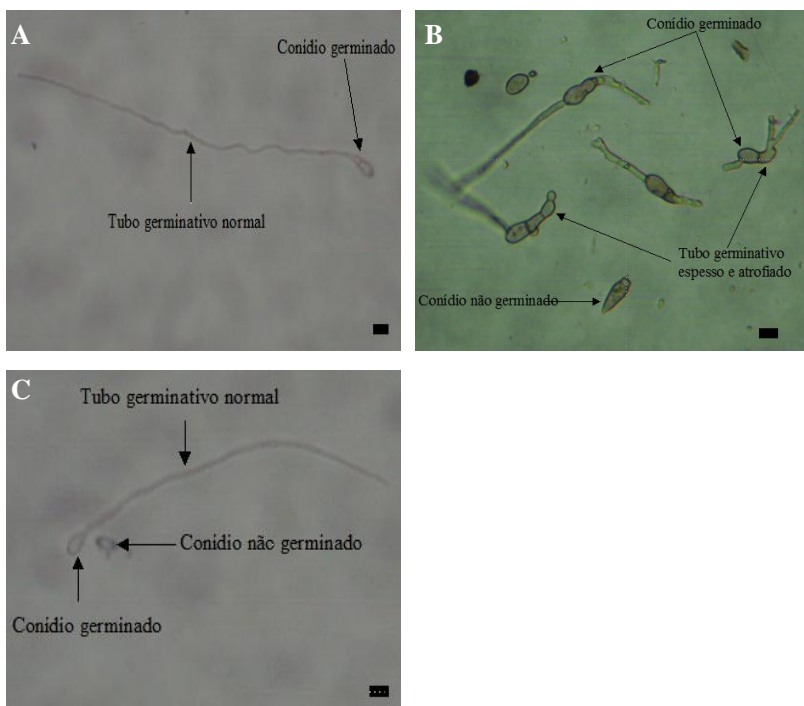 A
Conídio germinado
Tubo germinativo normal
B
Conídio germinado
Tubo germinativo
espesso e atrofiado
Conídio não germinado
C
Tubo germinativo normal
Conídio não germinado
Conídio germinado